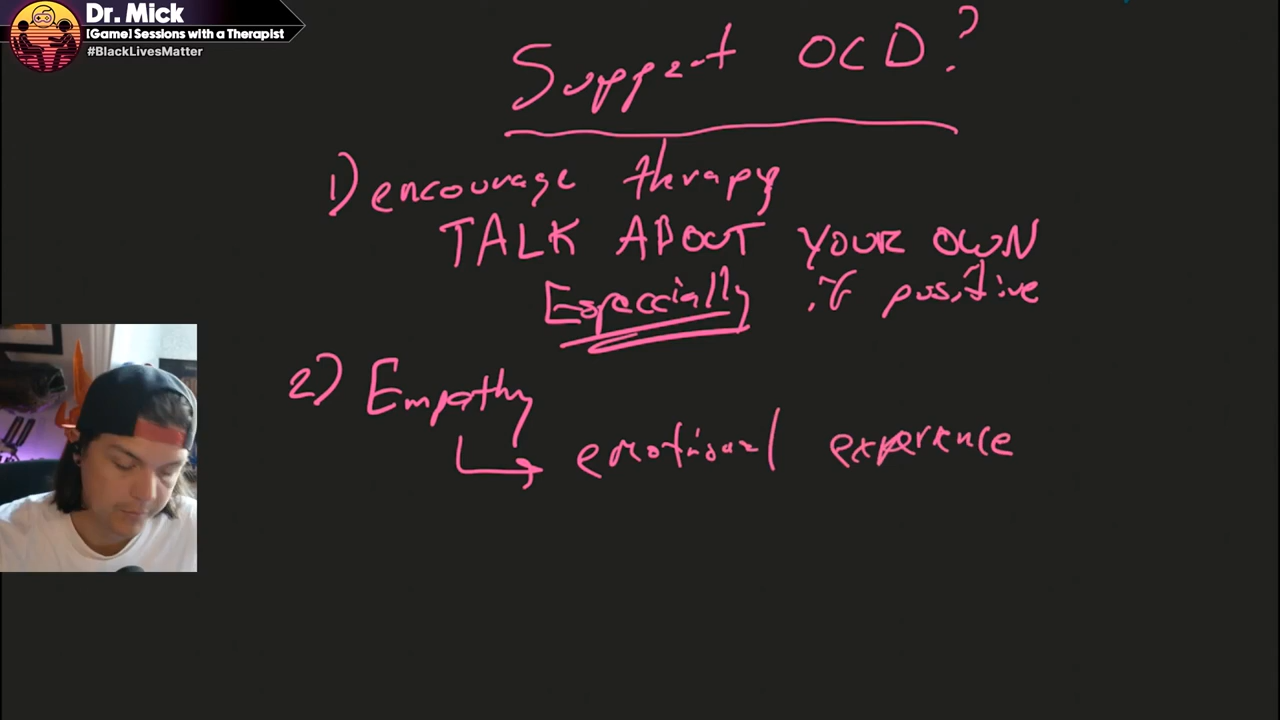 Dr. Mick
[Game] Sessions with a Therapist
#BlackLivesMatter
Support OCD?
1) encourage therapy
TALK ABOUT YOUR OWN
Especially if positive
2) Empathy
emotional experience